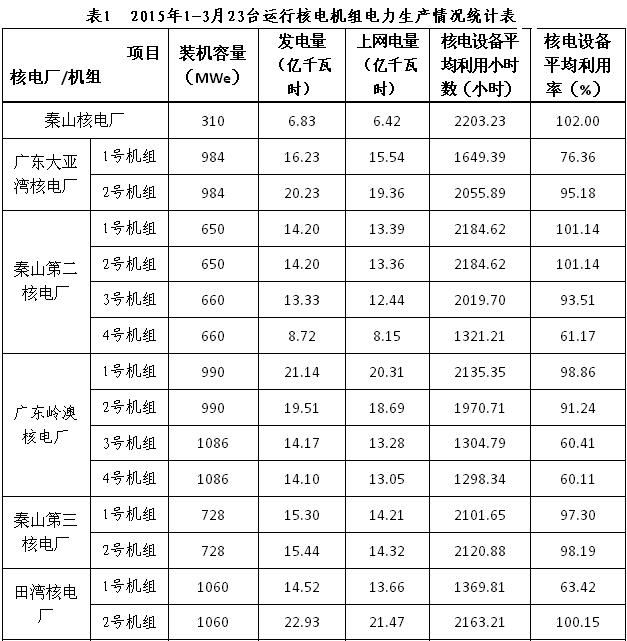 表1 2015年1-3月23台运行核电机组电力生产情况统计表
项目
核电厂/机组
装机容量
（MWe）
发电量
（亿千瓦
时）
上网电量
（亿千瓦
时）
核电设备平
均利用小时
数（小时）
核电设备
平均利用
率（%）
秦山核电厂 310 6.83 6.42 2203.23 102.00
广东大亚
湾核电厂
1号机组 984 16.23 15.54 1649.39 76.36
2号机组 984 20.23 19.36 2055.89 95.18
秦山第二
核电厂
1号机组 650 14.20 13.39 2184.62 101.14
2号机组 650 14.20 13.36 2184.62 101.14
3号机组 660 13.33 12.44 2019.70 93.51
4号机组 660 8.72 8.15 1321.21 61.17
广东岭澳
核电厂
1号机组 990 21.14 20.31 2135.35 98.86
2号机组 990 19.51 18.69 1970.71 91.24
3号机组 1086 14.17 13.28 1304.79 60.41
4号机组 1086 14.10 13.05 1298.34 60.11
秦山第三
核电厂
1号机组 728 15.30 14.21 2101.65 97.30
2号机组 728 15.44 14.32 2120.88 98.19
田湾核电
厂
1号机组 1060 14.52 13.66 1369.81 63.42
2号机组 1060 22.93 21.47 2163.21 100.15